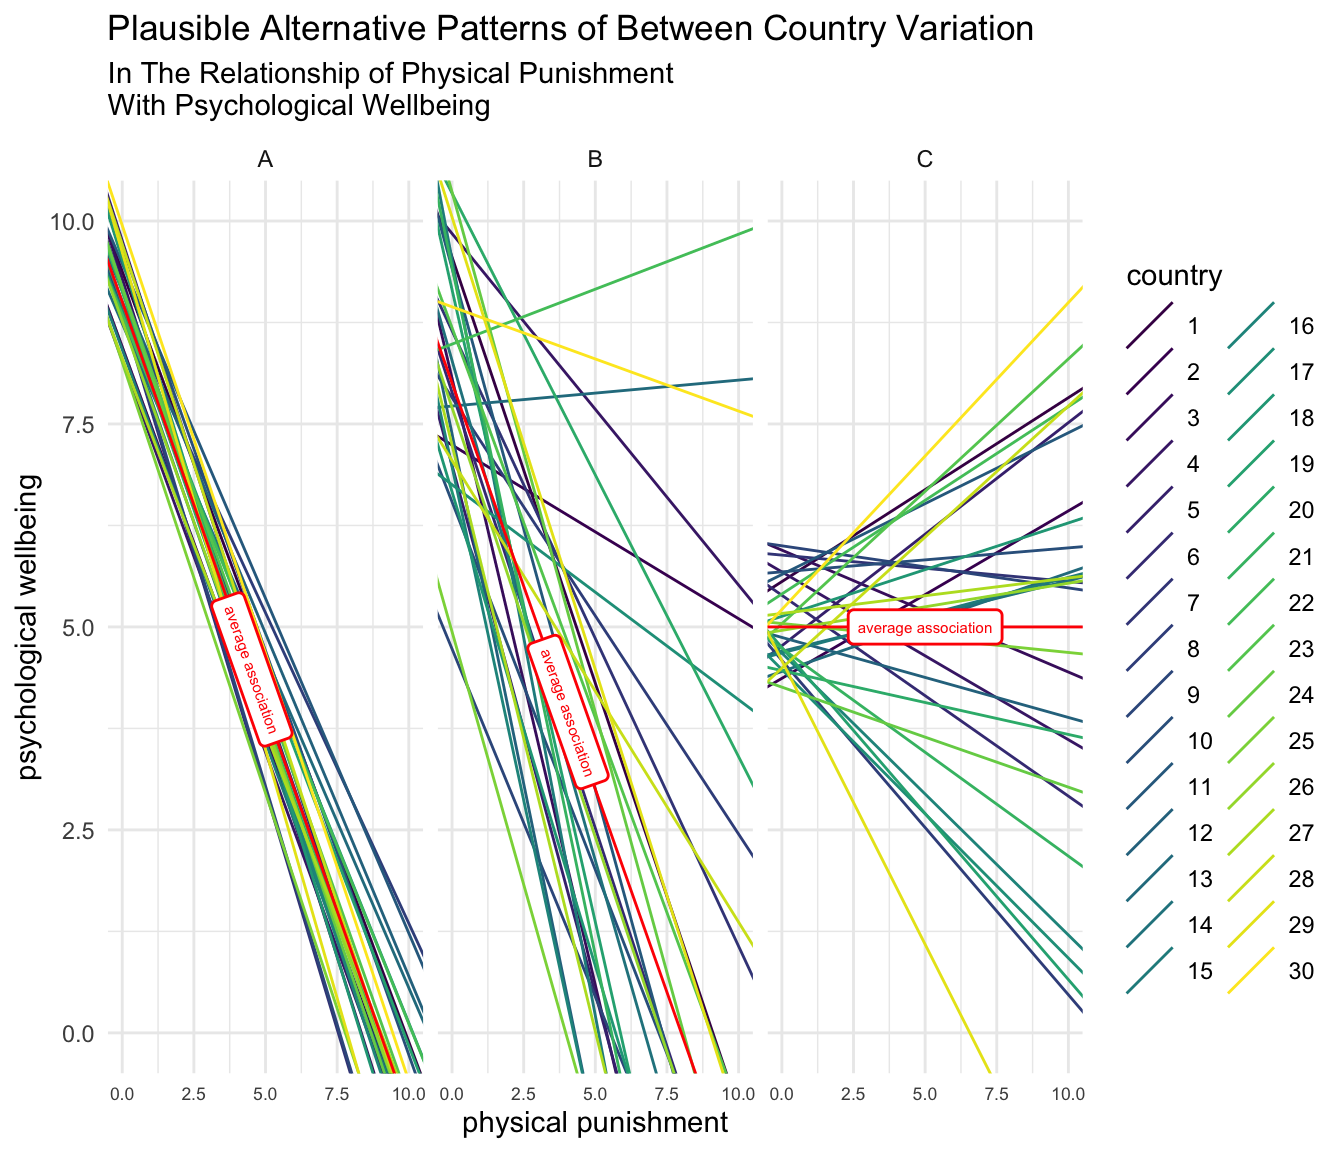 Plausible Alternative Patterns of Between Country Variation
In The Relationship of Physical Punishment
With Psychological Wellbeing
A
B
C
psychological wellbeing
10.0
7.5
5.0
2.5
0.0
average association
average association
average association
0.0 2.5 5.0 7.5 10.0
0.0 2.5 5.0 7.5 10.0
0.0 2.5 5.0 7.5 10.0
physical punishment
country
1 16
2 17
3 18
4 19
5 20
6 21
7 22
8 23
9 24
10 25
11 26
12 27
13 28
14 29
15 30